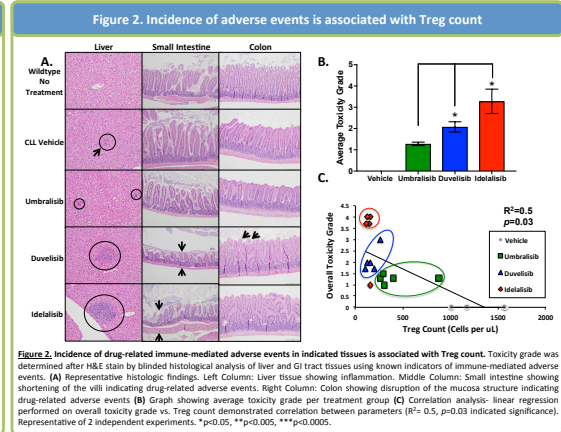 Figure 2. Incidence of adverse events is associated with Treg count
A.
Liver
Small Intestine
Colon
Wildtype
No
Treatment
CLL Vehicle
Umbralisib
Duvelisib
Idelalisib
B.
Average Toxicity Grade
5
4
3
2
1
0
*
*
Vehicle
Umbralisib
Duvelisib
Idelalisib
C.
Overall Toxicity Grade
4.5
4
3.5
3
2.5
2
1.5
1
0.5
0
R²=0.5
p=0.03
Vehicle
Umbralisib
Duvelisib
Idelalisib
0
500
1000
1500
2000
Treg Count (Cells per uL)
Figure 2. Incidence of drug-related immune-mediated adverse events in indicated tissues is associated with Treg count. Toxicity grade was
determined after H&E stain by blinded histological analysis of liver and GI tract tissues using known indicators of immune-mediated adverse
events. (A) Representative histologic findings. Left Column: Liver tissue showing inflammation. Middle Column: Small intestine showing
shortening of the villi indicating drug-related adverse events. Right Column: Colon showing disruption of the mucosa structure indicating
drug-related adverse events (B) Graph showing average toxicity grade per treatment group (C) Correlation analysis- linear regression
performed on overall toxicity grade vs. Treg count demonstrated correlation between parameters (R²= 0.5, p=0.03 indicated significance).
Representative of 2 independent experiments. *p<0.05, **p<0.005, ***p<0.0005.